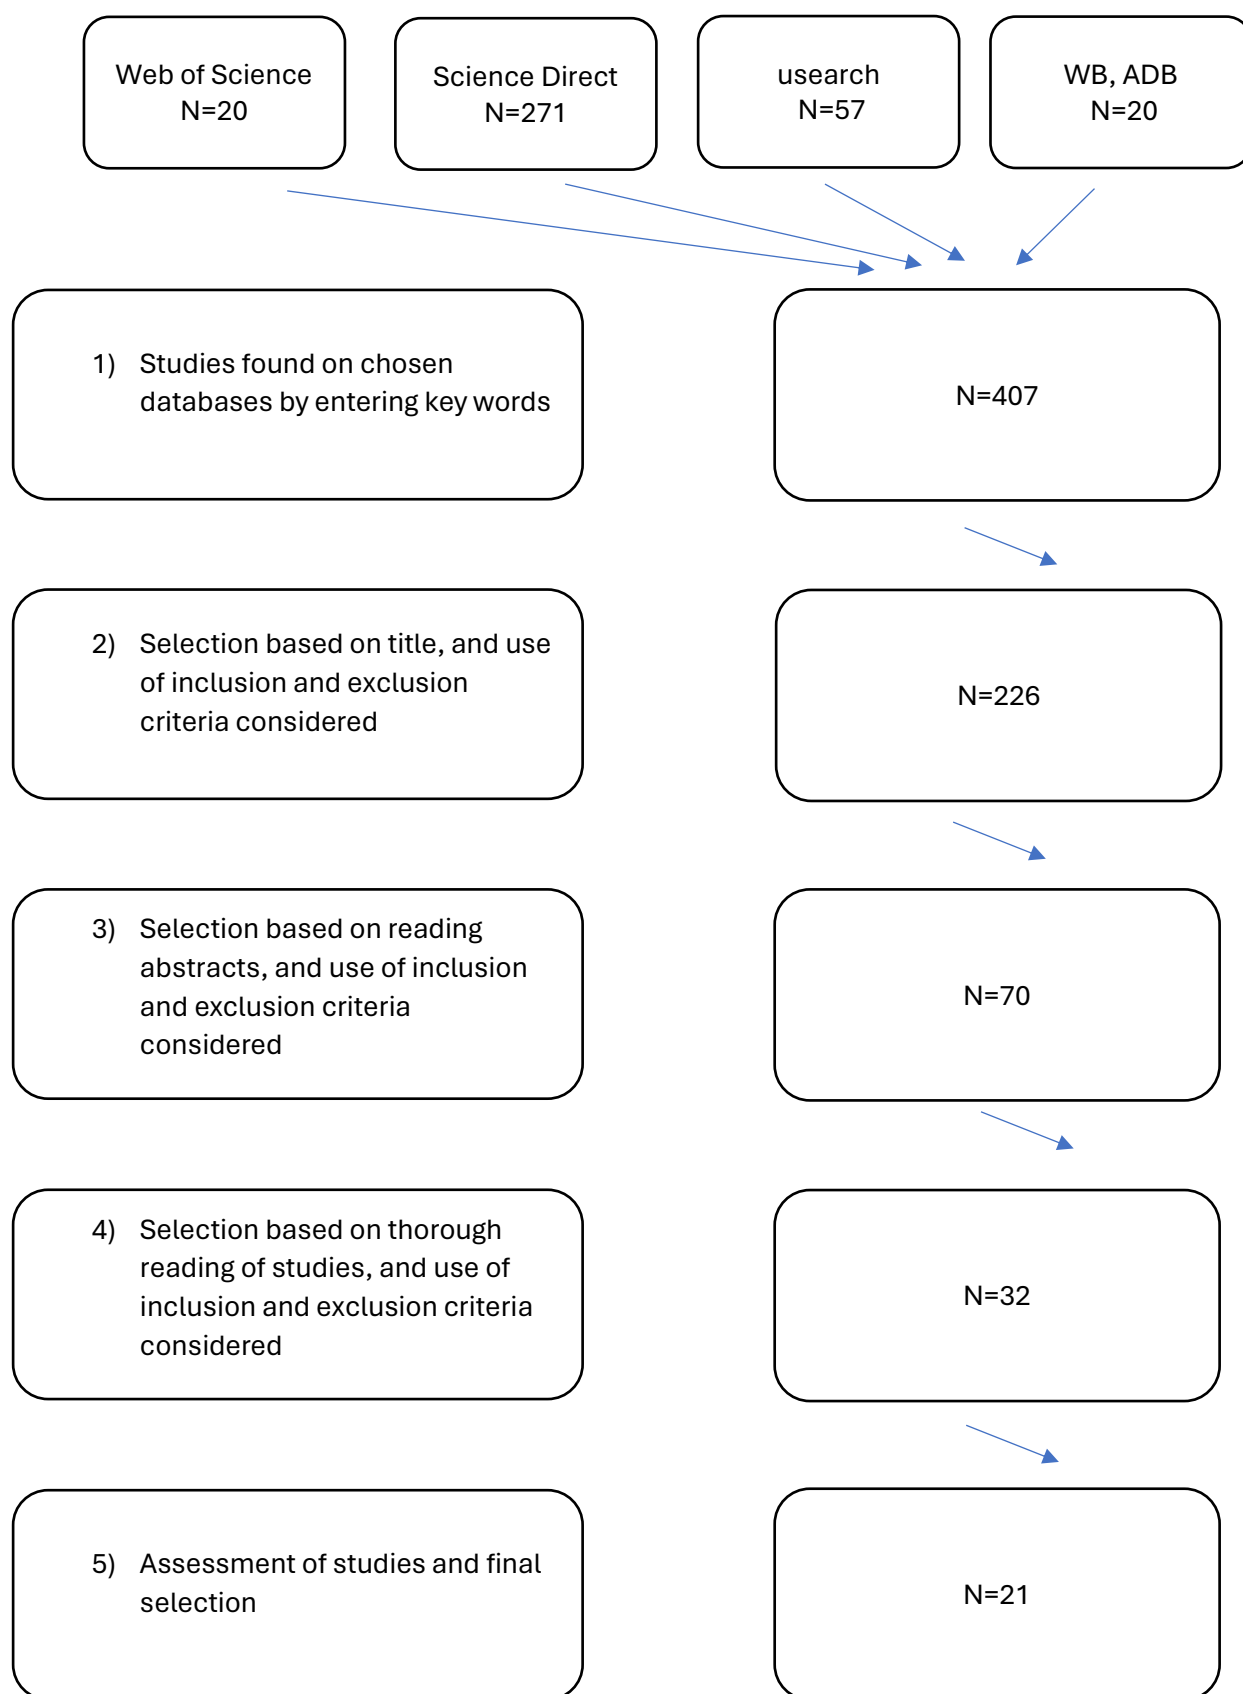 Web of Science
N=20
Science Direct
N=271
usearch
N=57
WB, ADB
N=20
1) Studies found on chosen
databases by entering key words
N=407
2) Selection based on title, and use
of inclusion and exclusion
criteria considered
N=226
3) Selection based on reading
abstracts, and use of inclusion
and exclusion criteria
considered
N=70
4) Selection based on thorough
reading of studies, and use of
inclusion and exclusion criteria
considered
N=32
5) Assessment of studies and final
selection
N=21